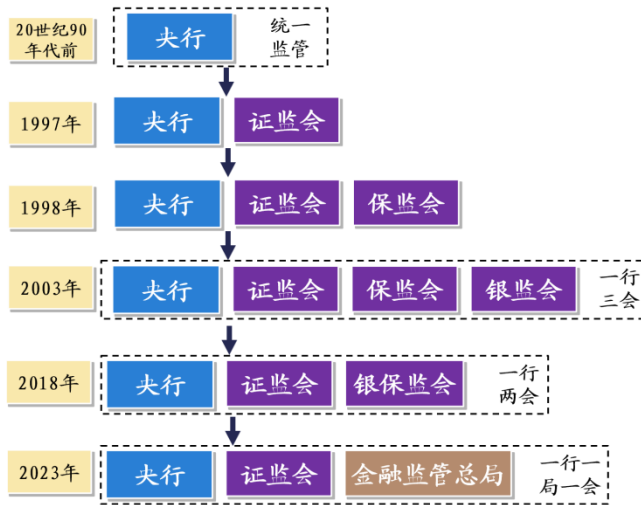 20世纪90
年代前
央行
统一
监管
1997年
央行
证监会
1998年
央行
证监会
保监会
2003年
央行
证监会
保监会
银监会
一行
三会
2018年
央行
证监会
银保监会
一行
两会
2023年
央行
证监会
金融监管总局
一行一
局一会